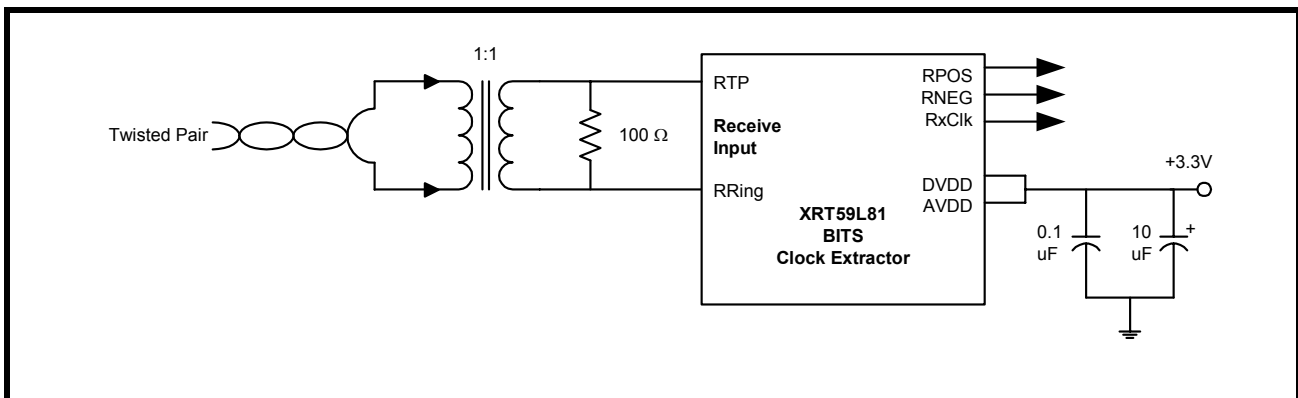 1:1
Twisted Pair
100 Ω
RTP
Receive
Input
RRing
XRT59L81
BITS
Clock Extractor
RPOS
RNEG
RxClk
DVDD
AVDD
+3.3V
0.1
uF
10
uF
+